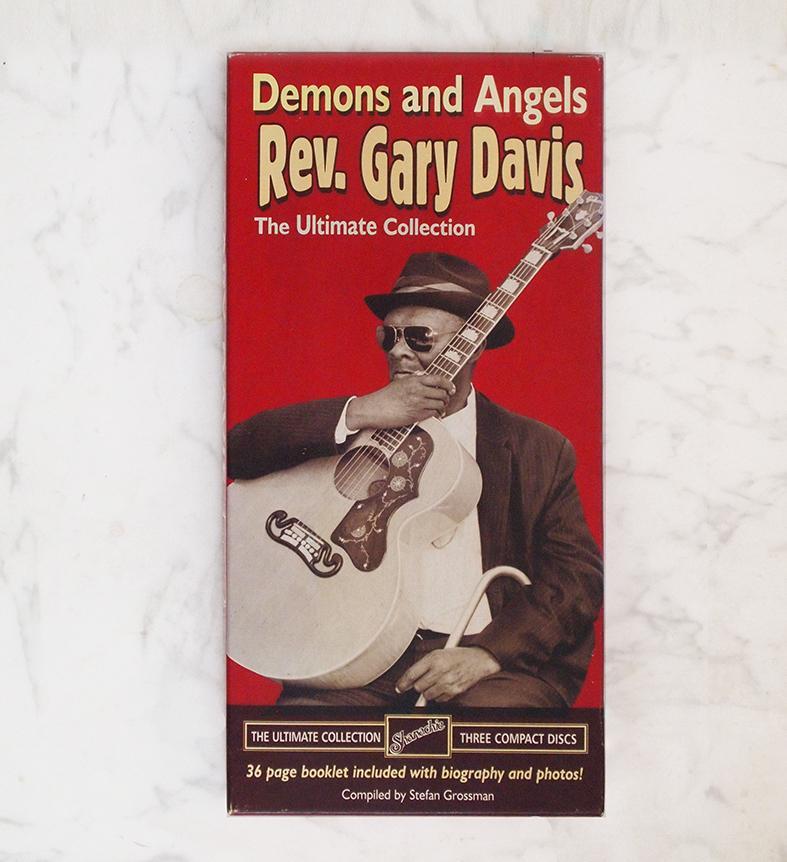 Demons and Angels
Rev. Gary Davis
The Ultimate Collection
THE ULTIMATE COLLECTION Shanachie THREE COMPACT DISCS
36 page booklet included with biography and photos!
Compiled by Stefan Grossman